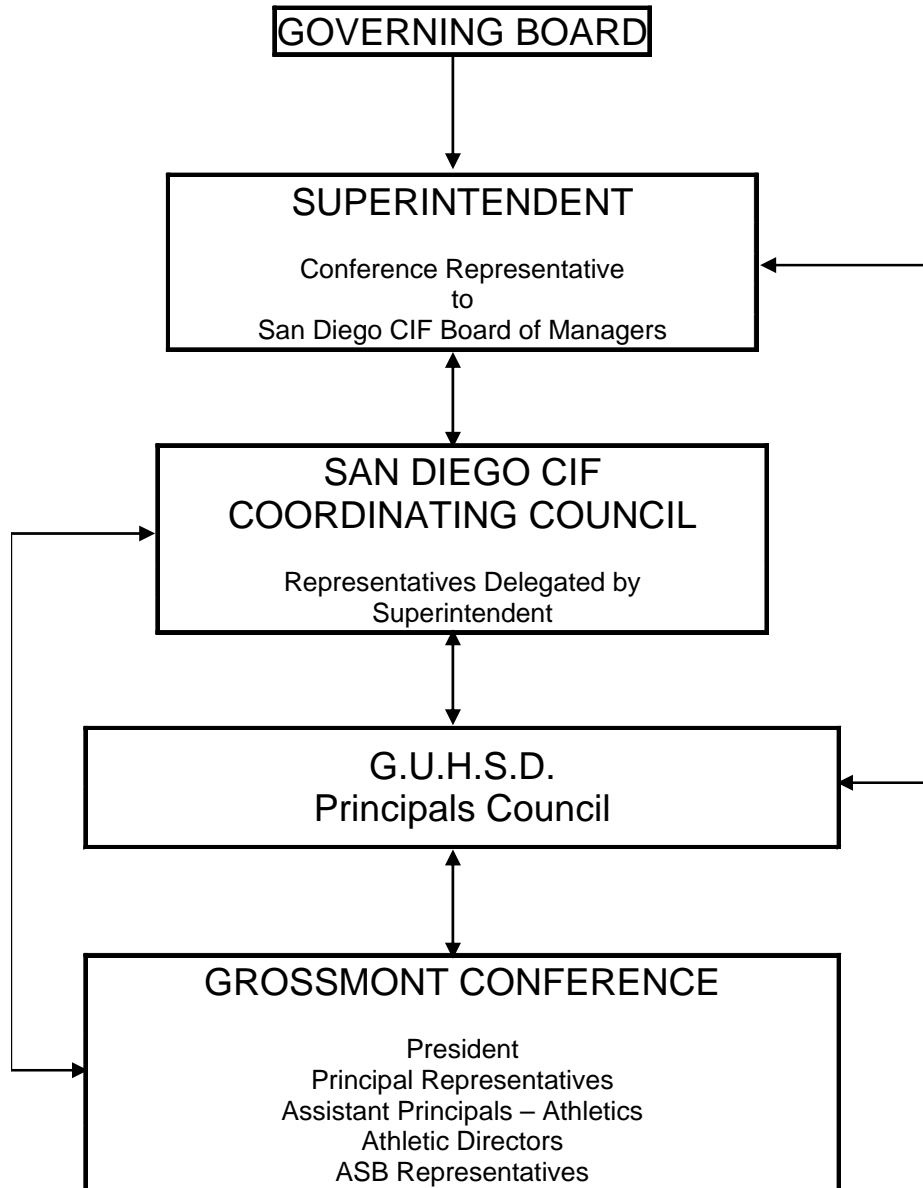 GOVERNING BOARD
SUPERINTENDENT
Conference Representative
to
San Diego CIF Board of Managers
SAN DIEGO CIF
COORDINATING COUNCIL
Representatives Delegated by
Superintendent
G.U.H.S.D.
Principals Council
GROSSMONT CONFERENCE
President
Principal Representatives
Assistant Principals – Athletics
Athletic Directors
ASB Representatives